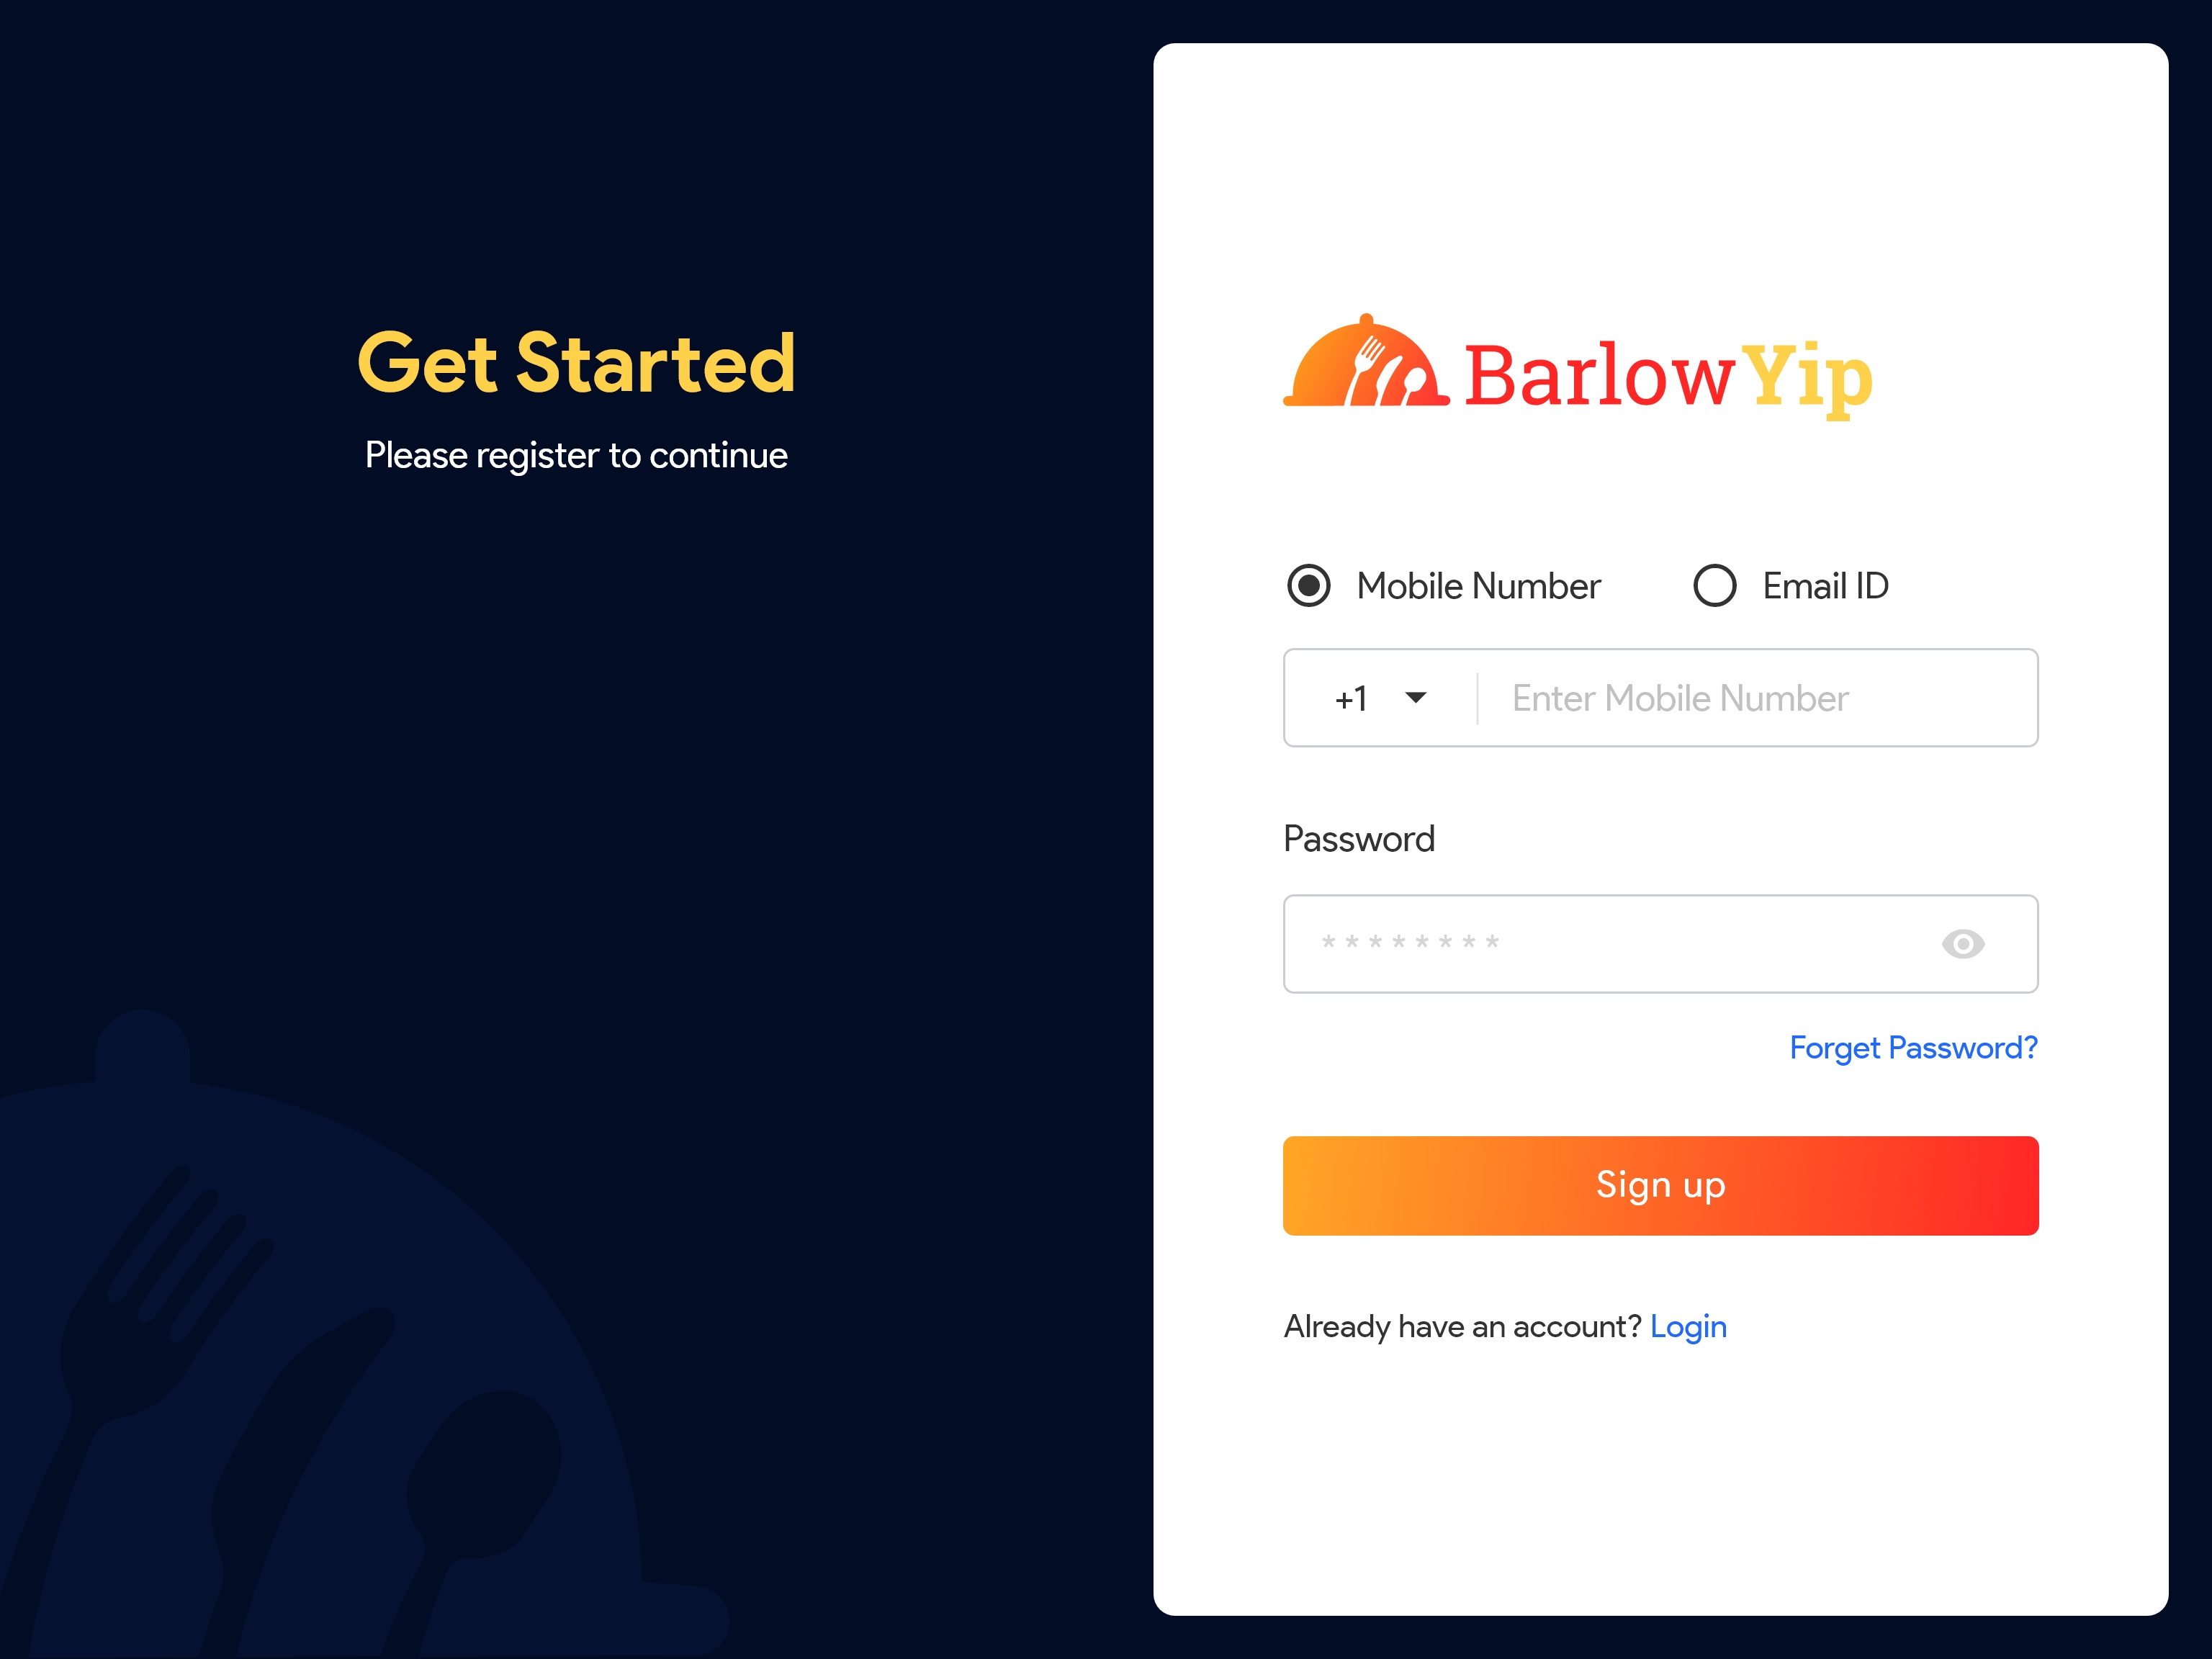 Get Started
Please register to continue
BarlowYip
Mobile Number
Email ID
+1
Enter Mobile Number
Password
* * * * * * * *
Forget Password?
Sign up
Already have an account? Login